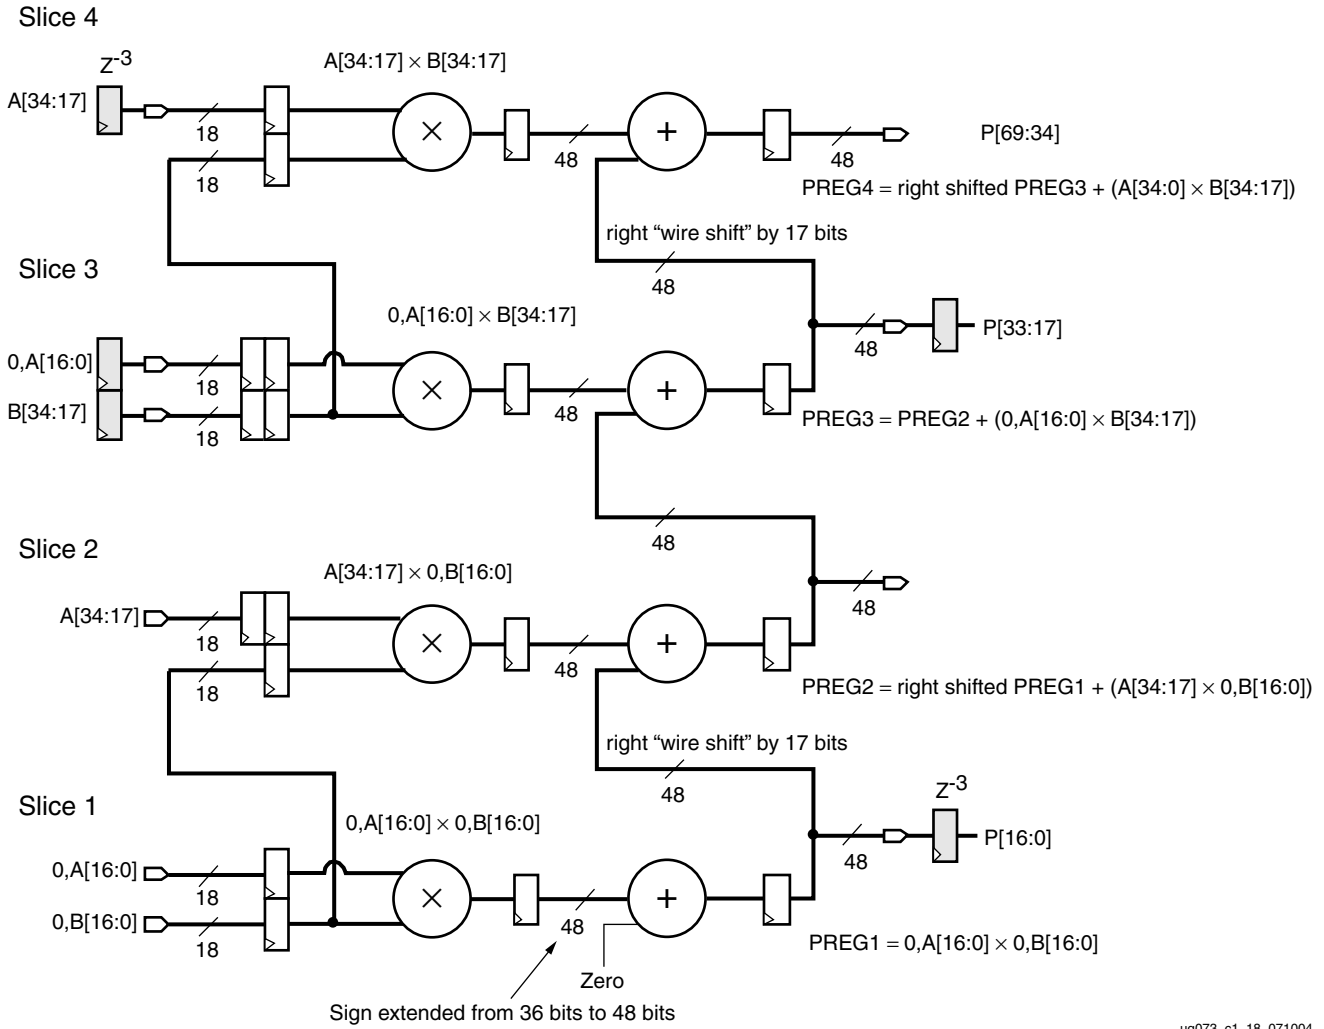 Slice 4
Z-3
A[34:17] × B[34:17]
A[34:17]
18
×
48
+
48
P[69:34]
18
PREG4 = right shifted PREG3 + (A[34:0] × B[34:17])
right “wire shift” by 17 bits
48
Slice 3
0,A[16:0] × B[34:17]
0,A[16:0]
18
B[34:17]
18
×
48
+
48
P[33:17]
PREG3 = PREG2 + (0,A[16:0] × B[34:17])
48
Slice 2
A[34:17] × 0,B[16:0]
A[34:17]
18
18
×
48
+
48
PREG2 = right shifted PREG1 + (A[34:17] × 0,B[16:0])
right “wire shift” by 17 bits
48
Slice 1
0,A[16:0] × 0,B[16:0]
Z-3
0,A[16:0]
18
0,B[16:0]
18
×
48
+
48
P[16:0]
PREG1 = 0,A[16:0] × 0,B[16:0]
Zero
Sign extended from 36 bits to 48 bits
ug073_c1_18_071004